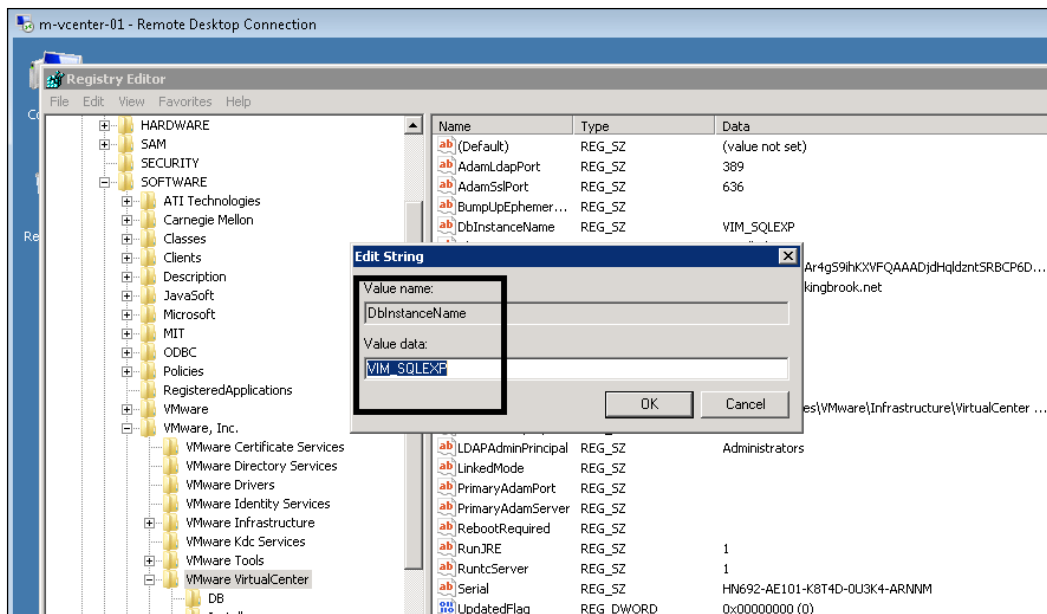 m-vcenter-01 - Remote Desktop Connection
Registry Editor
File Edit View Favorites Help
HARDWARE
SAM
SECURITY
SOFTWARE
ATI Technologies
Carnegie Mellon
Classes
Clients
Description
JavaSoft
Microsoft
MIT
ODBC
Policies
RegisteredApplications
VMware
VMware, Inc.
VMware Certificate Services
VMware Directory Services
VMware Drivers
VMware Identity Services
VMware Infrastructure
VMware Kdc Services
VMware Tools
VMware VirtualCenter
DB
Name Type Data
(Default) REG_SZ (value not set)
AdamLdapPort REG_SZ 389
AdamSslPort REG_SZ 636
BumpUpEphemer... REG_SZ
DbInstanceName REG_SZ VIM_SQLEXP
Ar4gS9ihKXVFQAAADjdHqldzntSRBCP6D...
kingbrook.net
es\VMware\Infrastructure\VirtualCenter ...
Edit String
Value name:
DbInstanceName
Value data:
VIM_SQLEXP
OK Cancel
LDAPAdminPrincipal REG_SZ Administrators
LinkedMode REG_SZ
PrimaryAdamPort REG_SZ
PrimaryAdamServer REG_SZ
RebootRequired REG_SZ
RunJRE REG_SZ 1
RuntcServer REG_SZ 1
Serial REG_SZ HN692-AE101-K8T4D-0U3K4-ARNNM
UpdatedFlag REG_DWORD 0x00000000 (0)